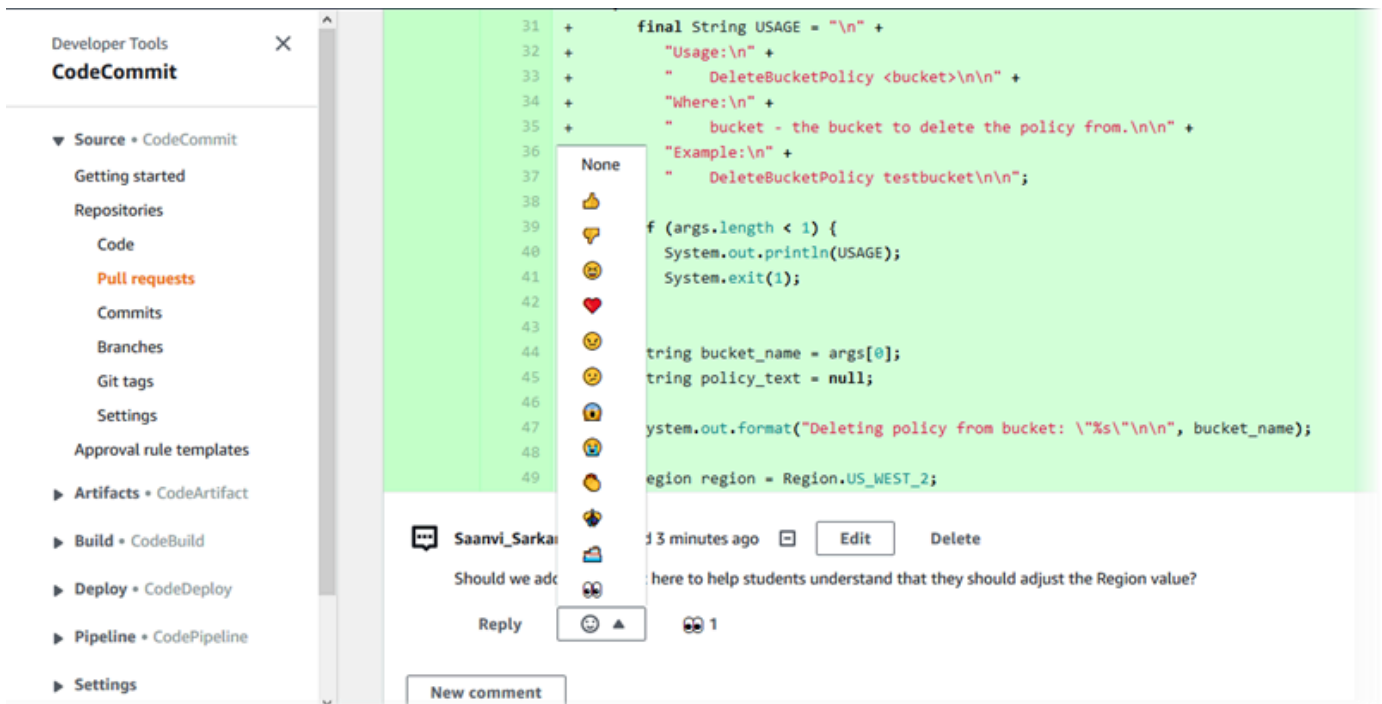 Developer Tools
CodeCommit
Source • CodeCommit
Getting started
Repositories
Code
Pull requests
Commits
Branches
Git tags
Settings
Approval rule templates
Artifacts • CodeArtifact
Build • CodeBuild
Deploy • CodeDeploy
Pipeline • CodePipeline
Settings
31 + final String USAGE = "\n" +
32 + "Usage:\n" +
33 + " DeleteBucketPolicy <bucket>\n\n" +
34 + "Where:\n" +
35 + " bucket - the bucket to delete the policy from.\n\n" +
36 "Example:\n" +
37 " DeleteBucketPolicy testbucket\n\n";
38
39 f (args.length < 1) {
40 System.out.println(USAGE);
41 System.exit(1);
42
43
44 tring bucket_name = args[0];
45 tring policy_text = null;
46
47 ystem.out.format("Deleting policy from bucket: \"%s\"\n\n", bucket_name);
48
49 egion region = Region.US_WEST_2;
None
Saanvi_Sarka 3 minutes ago Edit Delete
Should we add here to help students understand that they should adjust the Region value?
Reply 1
New comment